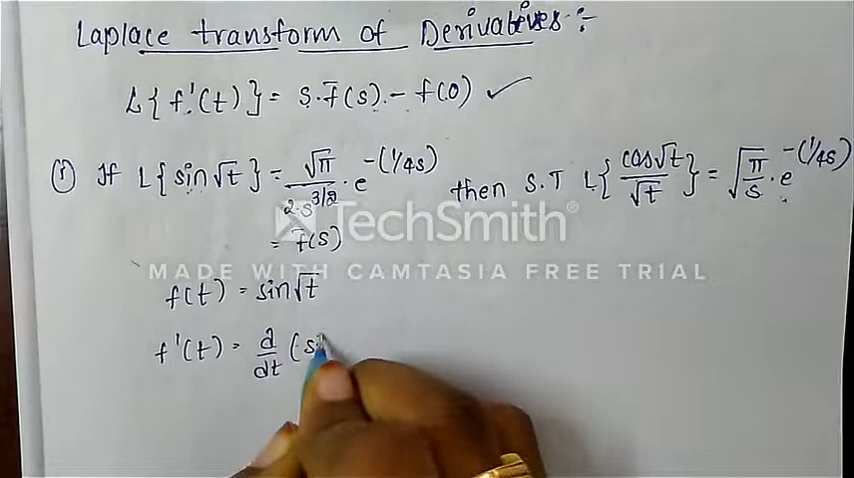 Laplace transform of Derivatives :-
L{f'(t)} = s.f̄(s) - f(0) ✓
(1) If L{sin√t} = √π/2.s^3/2 . e^-(1/4s) then S.T L{cos√t/√t} = √π/s . e^-(1/4s)
= f̄(s)
TechSmith®
MADE WITH CAMTASIA FREE TRIAL
f(t) = sin√t
f'(t) = d/dt (s